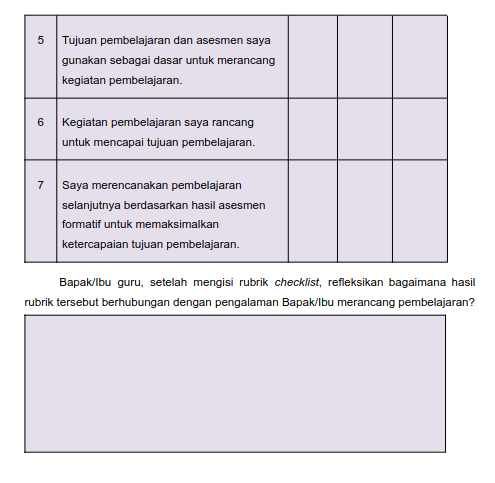 5 Tujuan pembelajaran dan asesmen saya
gunakan sebagai dasar untuk merancang
kegiatan pembelajaran.
6 Kegiatan pembelajaran saya rancang
untuk mencapai tujuan pembelajaran.
7 Saya merencanakan pembelajaran
selanjutnya berdasarkan hasil asesmen
formatif untuk memaksimalkan
ketercapaian tujuan pembelajaran.
Bapak/Ibu guru, setelah mengisi rubrik checklist, refleksikan bagaimana hasil
rubrik tersebut berhubungan dengan pengalaman Bapak/Ibu merancang pembelajaran?